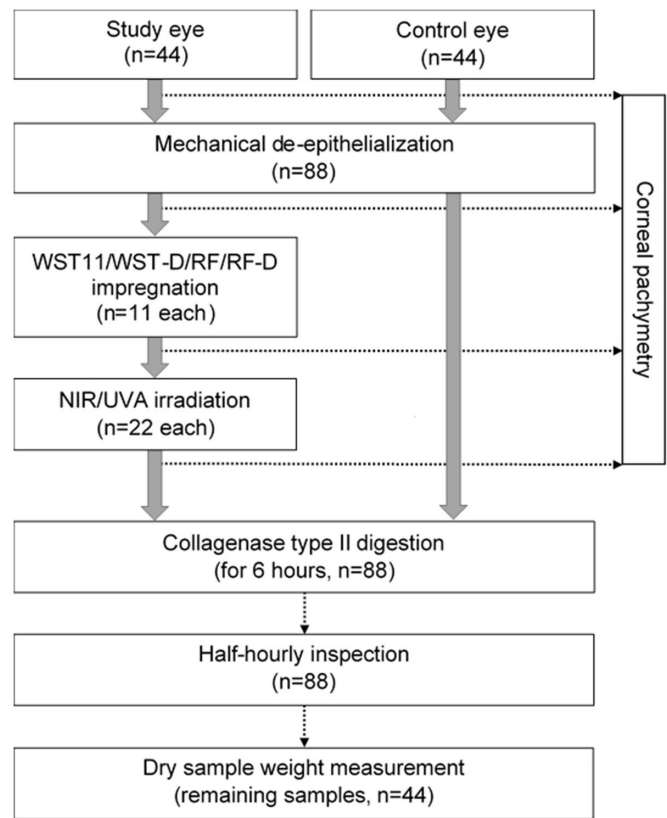 Study eye
(n=44)
Control eye
(n=44)
Mechanical de-epithelialization
(n=88)
Corneal pachymetry
WST11/WST-D/RF/RF-D
impregnation
(n=11 each)
NIR/UVA irradiation
(n=22 each)
Collagenase type II digestion
(for 6 hours, n=88)
Half-hourly inspection
(n=88)
Dry sample weight measurement
(remaining samples, n=44)